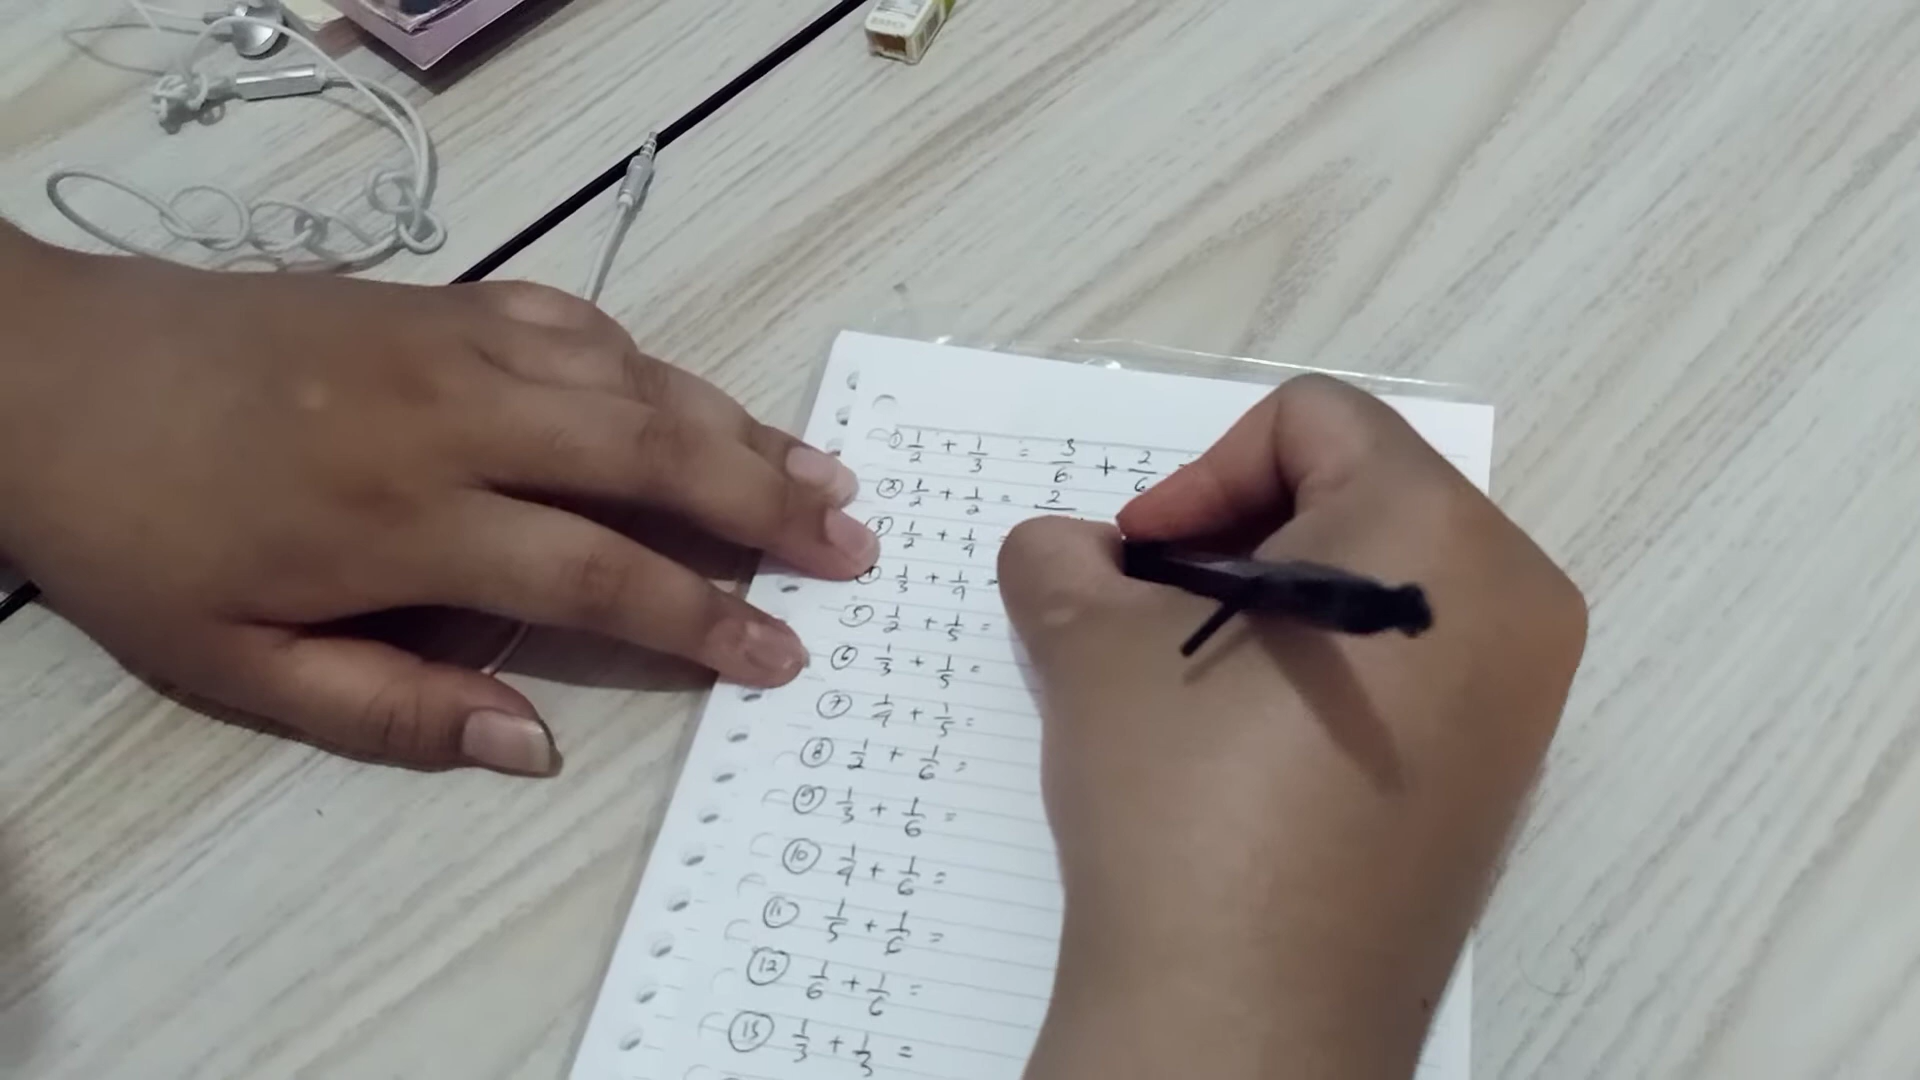 ① 1/2 + 1/3 = 3/6 + 2/6
② 1/2 + 1/2 = 2
③ 1/2 + 1/4 =
④ 1/3 + 1/4 =
⑤ 1/2 + 1/5 =
⑥ 1/3 + 1/5 =
⑦ 1/4 + 1/5 =
⑧ 1/2 + 1/6 =
⑨ 1/3 + 1/6 =
⑩ 1/4 + 1/6 =
⑪ 1/5 + 1/6 =
⑫ 1/6 + 1/6 =
⑬ 1/3 + 1/3 =